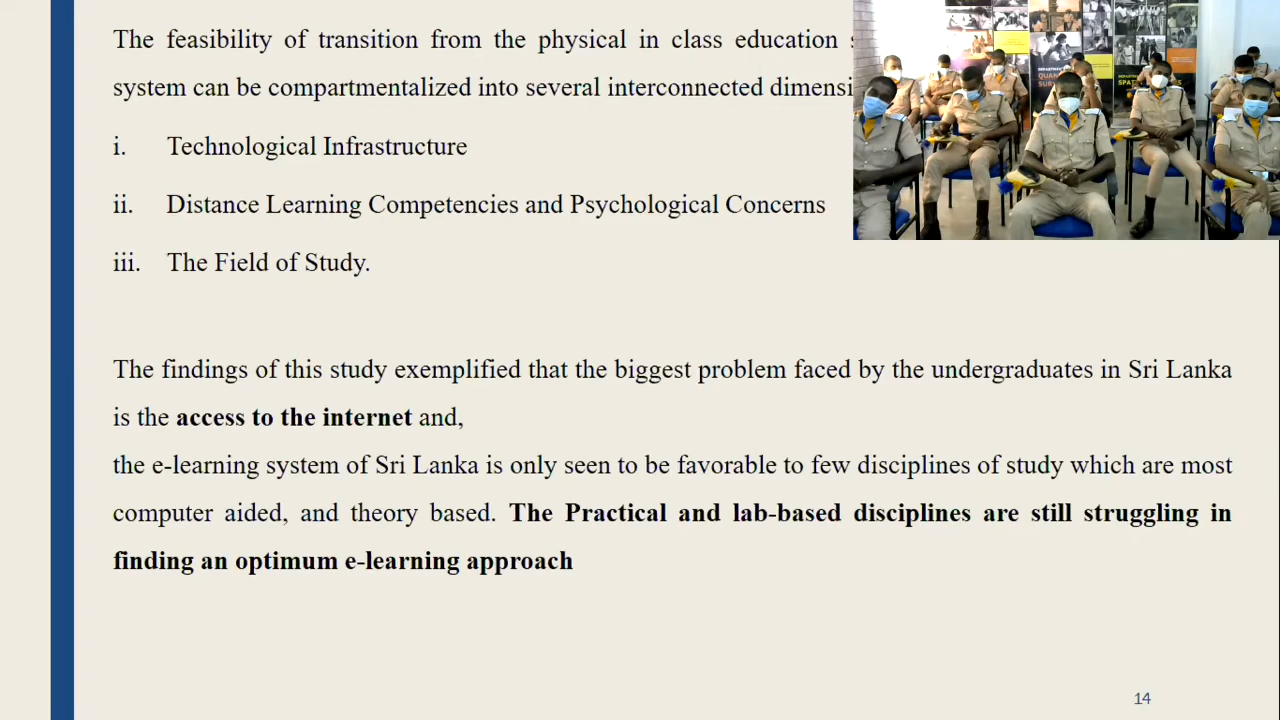 The feasibility of transition from the physical in class education
system can be compartmentalized into several interconnected
i. Technological Infrastructure
ii. Distance Learning Competencies and Psychological Concerns
iii. The Field of Study.
The findings of this study exemplified that the biggest problem faced by the undergraduates in Sri Lanka
is the access to the internet and,
the e-learning system of Sri Lanka is only seen to be favorable to few disciplines of study which are most
computer aided, and theory based. The Practical and lab-based disciplines are still struggling in
finding an optimum e-learning approach
14